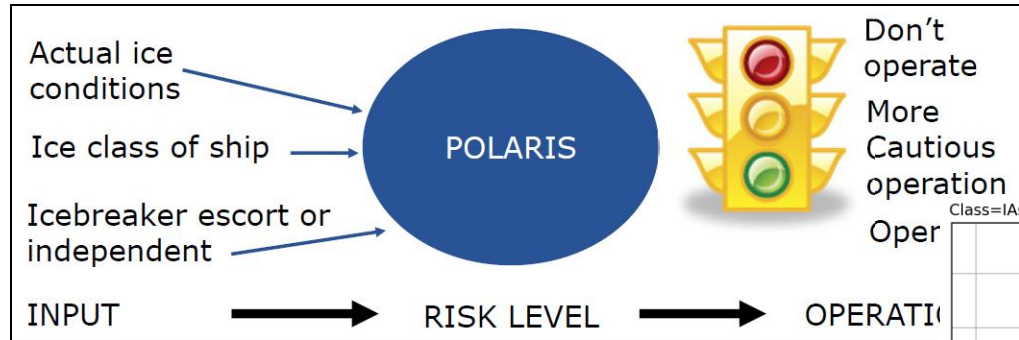 Actual ice
conditions
Ice class of ship
Icebreaker escort or
independent
POLARIS
Don't
operate
More
Cautious
operation
Oper
Class=IA
INPUT
RISK LEVEL
OPERATI